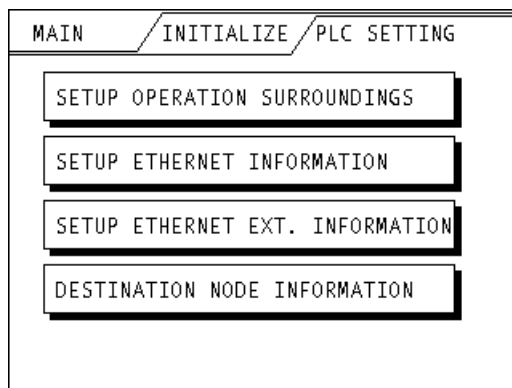 MAIN INITIALIZE PLC SETTING
SETUP OPERATION SURROUNDINGS
SETUP ETHERNET INFORMATION
SETUP ETHERNET EXT. INFORMATION
DESTINATION NODE INFORMATION